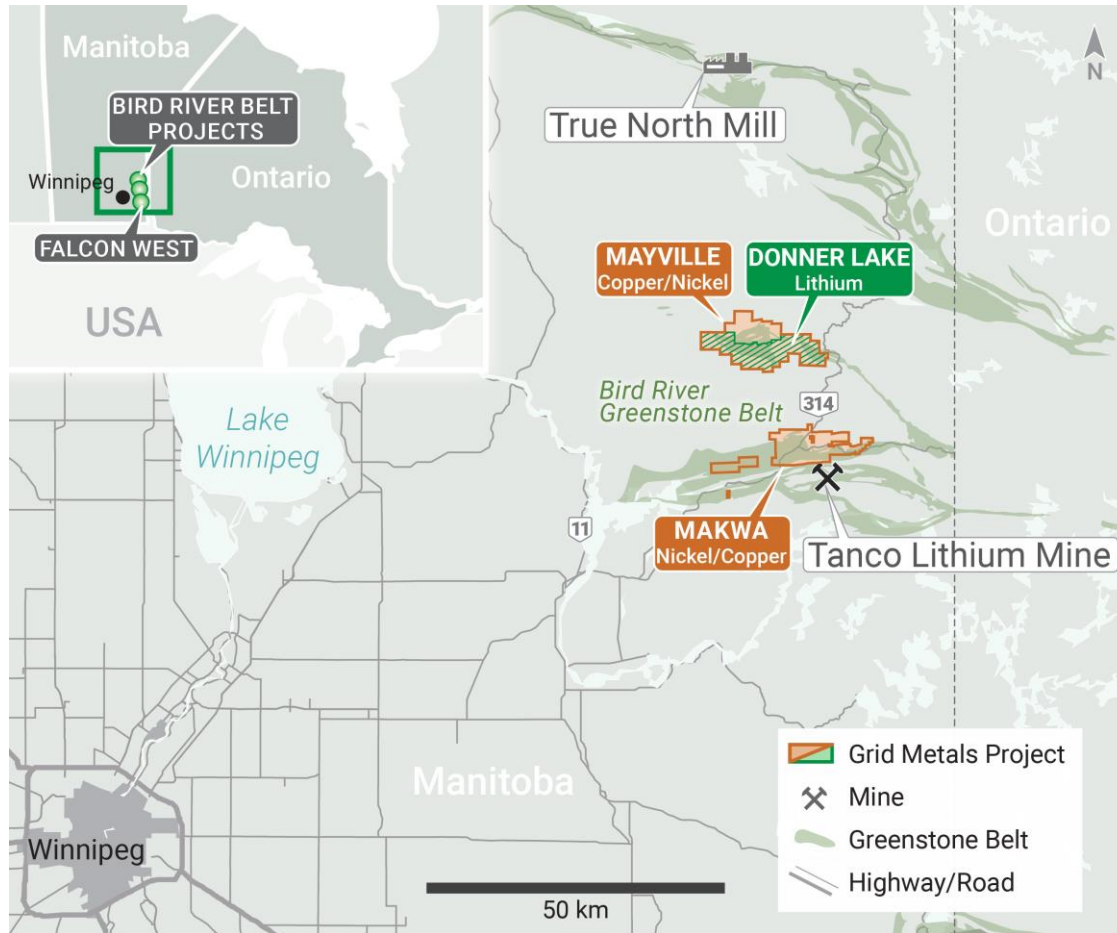 Manitoba
BIRD RIVER BELT
PROJECTS
Winnipeg
Ontario
FALCON WEST
USA
N
True North Mill
Ontario
MAYVILLE
Copper/Nickel
DONNER LAKE
Lithium
Bird River
Greenstone Belt
314
Lake
Winnipeg
11
MAKWA
Nickel/Copper
Tanco Lithium Mine
Manitoba
Winnipeg
50 km
Grid Metals Project
Mine
Greenstone Belt
Highway/Road